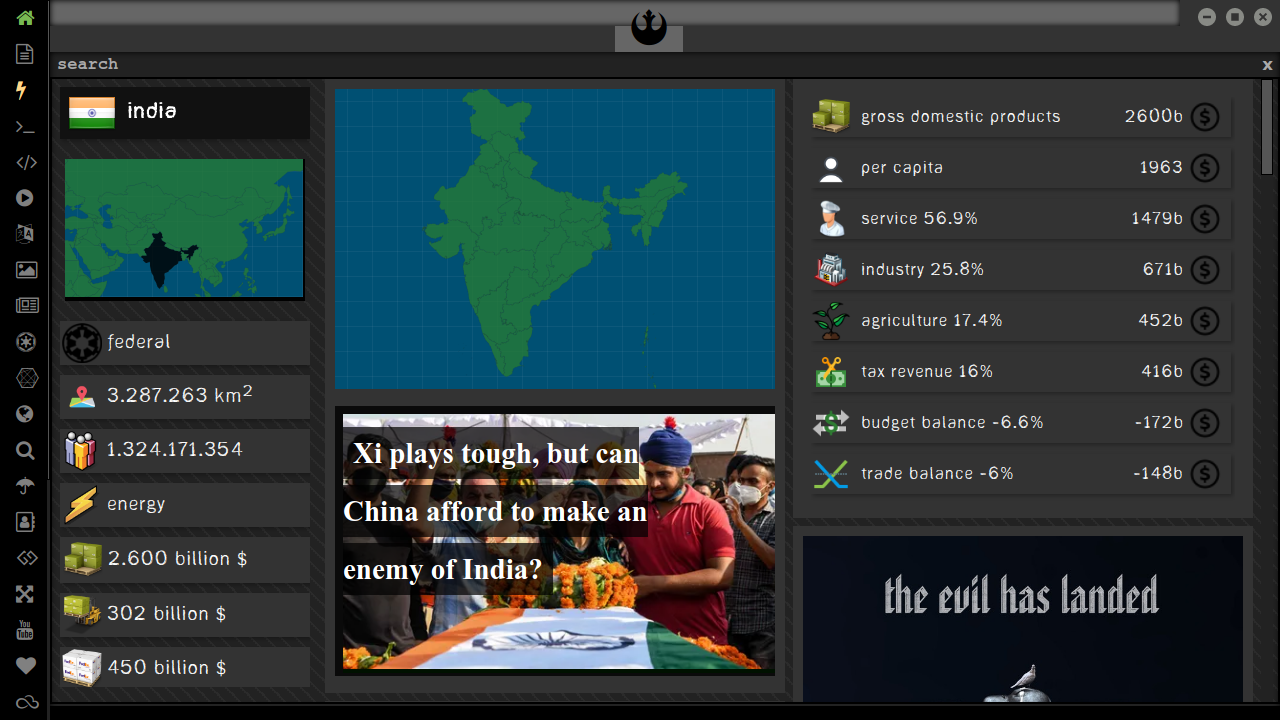 search
x
india
federal
3.287.263 km²
1.324.171.354
energy
2.600 billion $
302 billion $
450 billion $
Xi plays tough, but can
China afford to make an
enemy of India?
gross domestic products 2600b $
per capita 1963 $
service 56.9% 1479b $
industry 25.8% 671b $
agriculture 17.4% 452b $
tax revenue 16% 416b $
budget balance -6.6% -172b $
trade balance -6% -148b $
the evil has landed
You
Tube